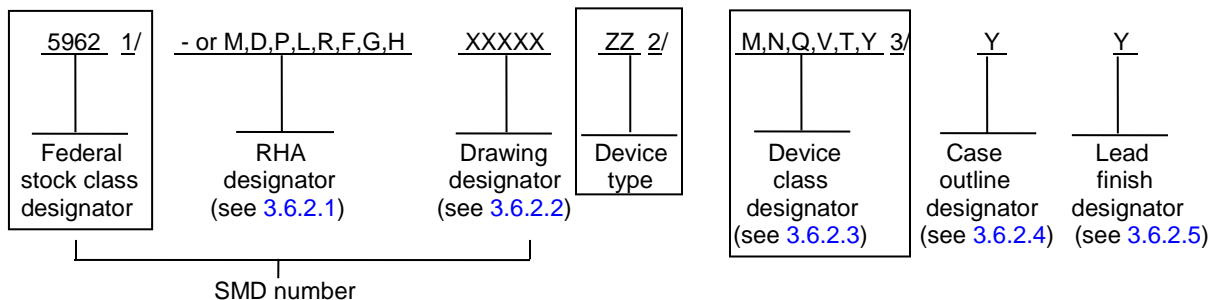 5962 1/ - or M,D,P,L,R,F,G,H XXXXX ZZ 2/ M,N,Q,V,T,Y 3/ Y Y
Federal RHA Drawing Device Device Case Lead
stock class designator designator type class outline finish
designator (see 3.6.2.1) (see 3.6.2.2) designator designator designator
(see 3.6.2.3) (see 3.6.2.4) (see 3.6.2.5)
SMD number